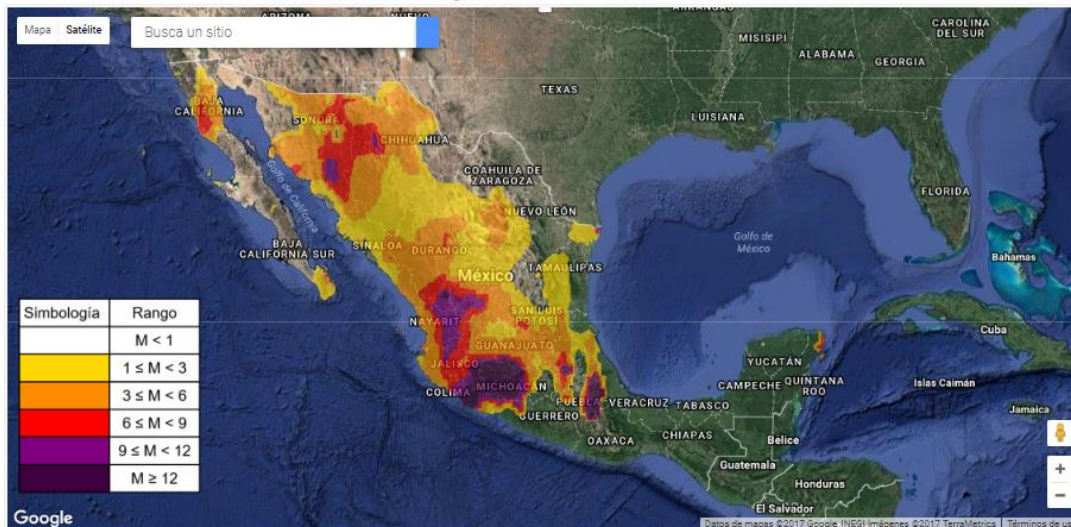 Mapa Satélite
Busca un sitio
ARIZONA
NUEVO
ARKANSAS
CAROLINA
DEL SUR
MISISIPI
ALABAMA
GEORGIA
TEXAS
LUISIANA
FLORIDA
BAJA
CALIFORNIA
SONORA
CHIHUAHUA
COAHUILA DE
ZARAGOZA
Golfo de California
NUEVO LEÓN
Golfo de
México
BAJA
CALIFORNIA SUR
SINALOA
DURANGO
México
TAMAULIPAS
Bahamas
SAN LUIS
POTOSÍ
NAYARIT
GUANAJUATO
JALISCO
COLIMA
MICHOACÁN
GUERRERO
PUEBLA
VERACRUZ
TABASCO
OAXACA
CHIAPAS
YUCATÁN
CAMPECHE
QUINTANA
ROO
Cuba
Islas Caimán
Jamaica
Belice
Guatemala
Honduras
El Salvador
Simbología Rango
M < 1
1 ≤ M < 3
3 ≤ M < 6
6 ≤ M < 9
9 ≤ M < 12
M ≥ 12
+
−
Google
Datos de mapas ©2017 Google, INEGI Imágenes ©2017 TerraMetrics Términos de us